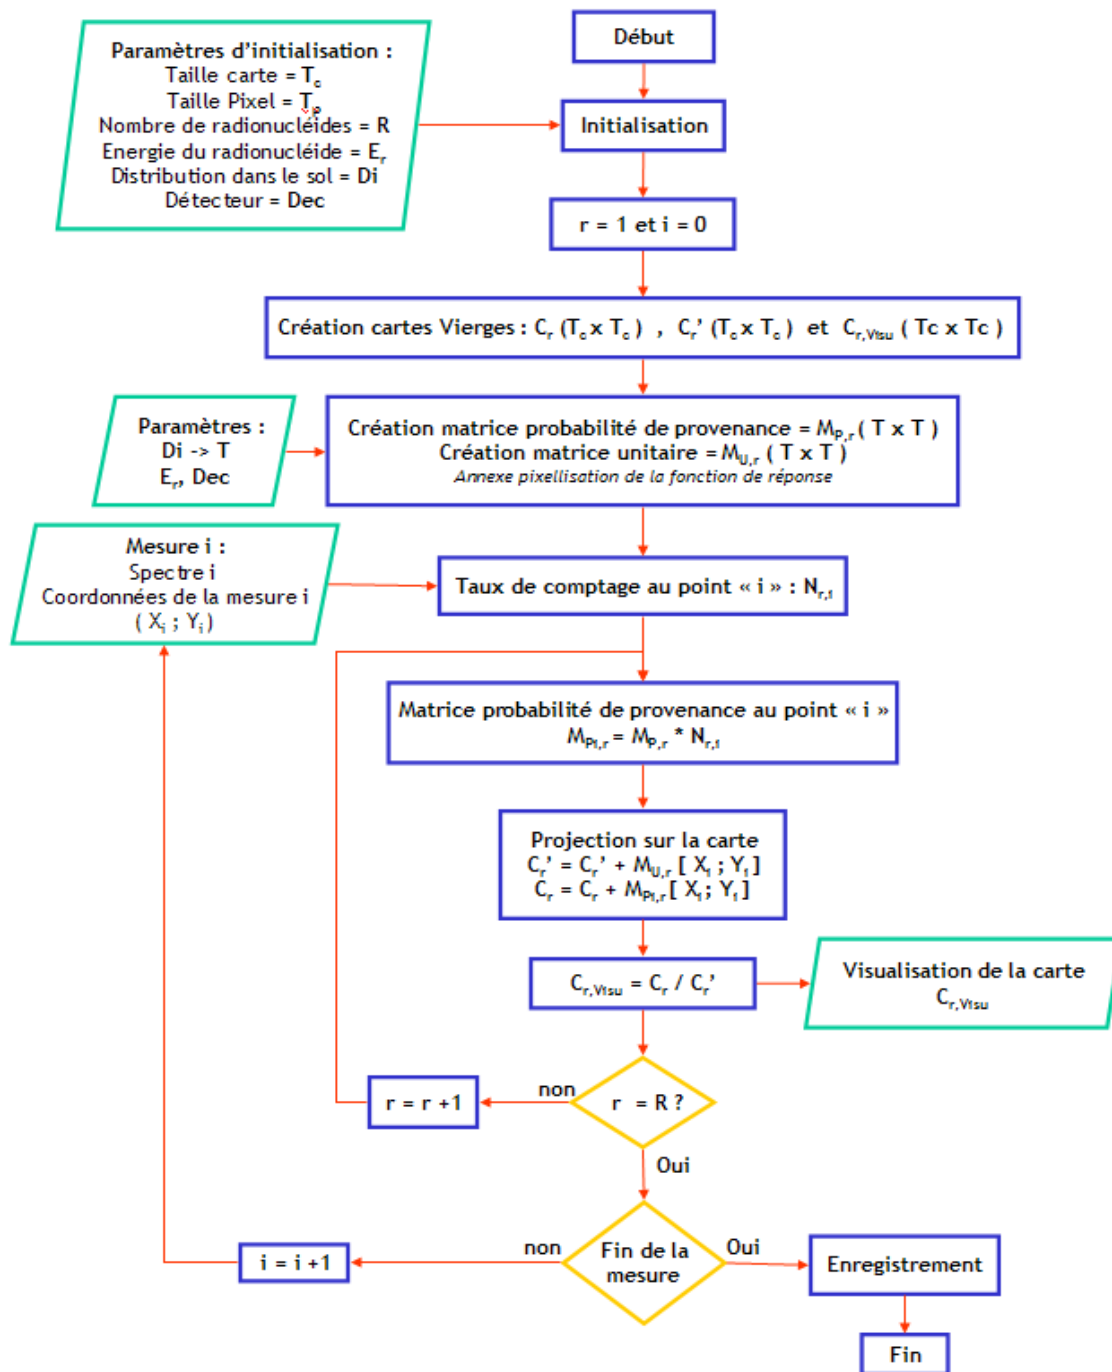 Début
Paramètres d'initialisation :
Taille carte = Tc
Taille Pixel = Tp
Nombre de radionucléides = R
Energie du radionucléide = Er
Distribution dans le sol = Di
Détecteur = Dec
Initialisation
r = 1 et i = 0
Création cartes Vierges : Cr (Tc x Tc) , Cr' (Tc x Tc) et Cr,Visu ( Tc x Tc )
Paramètres :
Di -> T
Er, Dec
Création matrice probabilité de provenance = MP,r ( T x T )
Création matrice unitaire = MU,r ( T x T )
Annexe pixellisation de la fonction de réponse
Mesure i :
Spectre i
Coordonnées de la mesure i
( Xi ; Yi )
Taux de comptage au point « i » : Nr,i
Matrice probabilité de provenance au point « i »
MPi,r = MP,r * Nr,i
Projection sur la carte
Cr' = Cr' + MU,r [ Xi ; Yi ]
Cr = Cr + MPi,r [ Xi ; Yi ]
Cr,Visu = Cr / Cr'
Visualisation de la carte
Cr,Visu
r = r +1
non
r = R ?
Oui
i = i +1
non
Fin de la
mesure
Oui
Enregistrement
Fin